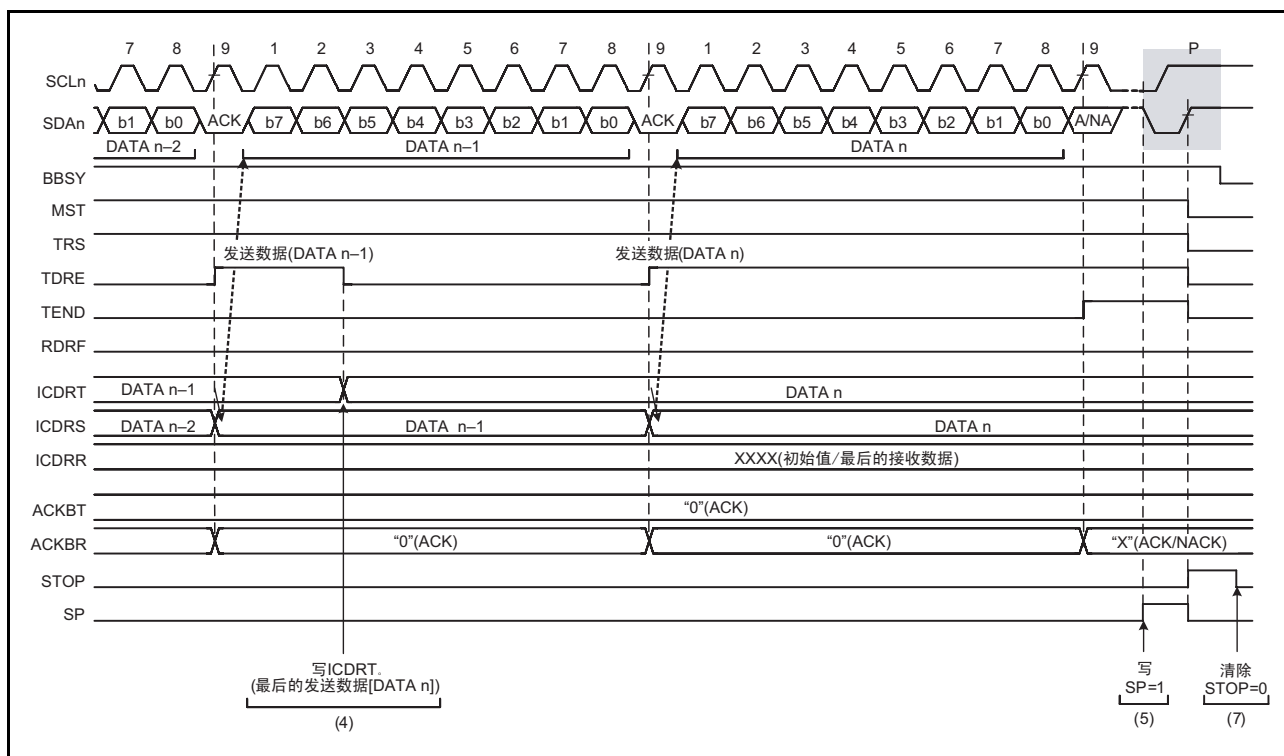 7 8 9 1 2 3 4 5 6 7 8 9 1 2 3 4 5 6 7 8 9 P
SCLn
SDAn b1 b0 ACK b7 b6 b5 b4 b3 b2 b1 b0 ACK b7 b6 b5 b4 b3 b2 b1 b0 A/NA
DATA n–2 DATA n–1 DATA n
BBSY
MST
TRS
发送数据(DATA n–1) 发送数据(DATA n)
TDRE
TEND
RDRF
ICDRT DATA n–1 DATA n
ICDRS DATA n–2 DATA n–1 DATA n
ICDRR XXXX(初始值/最后的接收数据)
ACKBT “0”(ACK)
ACKBR “0”(ACK) “0”(ACK) “X”(ACK/NACK)
STOP
SP
写ICDRT。 写 清除
(最后的发送数据[DATA n]) SP=1 STOP=0
(4) (5) (7)